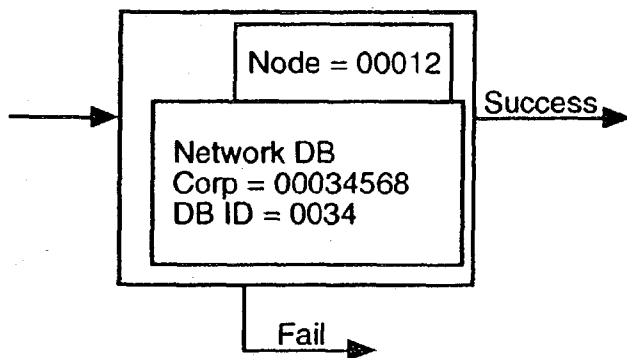 Node = 00012
Success
Network DB
Corp = 00034568
DB ID = 0034
Fail